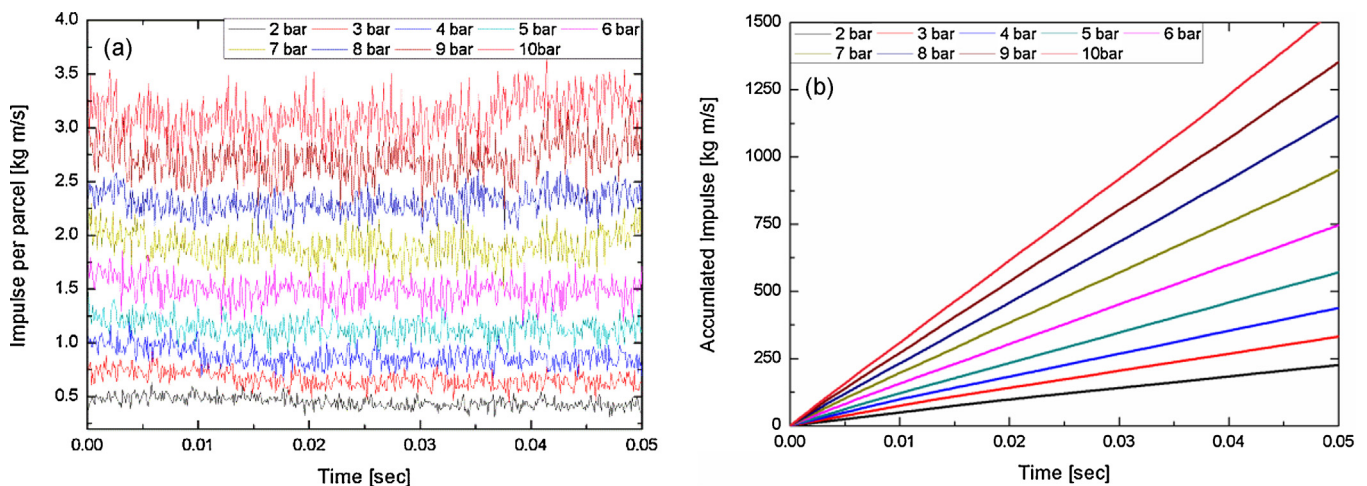 (a)
2 bar 3 bar 4 bar 5 bar 6 bar
7 bar 8 bar 9 bar 10bar
Impulse per parcel [kg m/s]
4.0
3.5
3.0
2.5
2.0
1.5
1.0
0.5
0.00 0.01 0.02 0.03 0.04 0.05
Time [sec]
(b)
2 bar 3 bar 4 bar 5 bar 6 bar
7 bar 8 bar 9 bar 10bar
Accumlated Impulse [kg m/s]
1500
1250
1000
750
500
250
0
0.00 0.01 0.02 0.03 0.04 0.05
Time [sec]